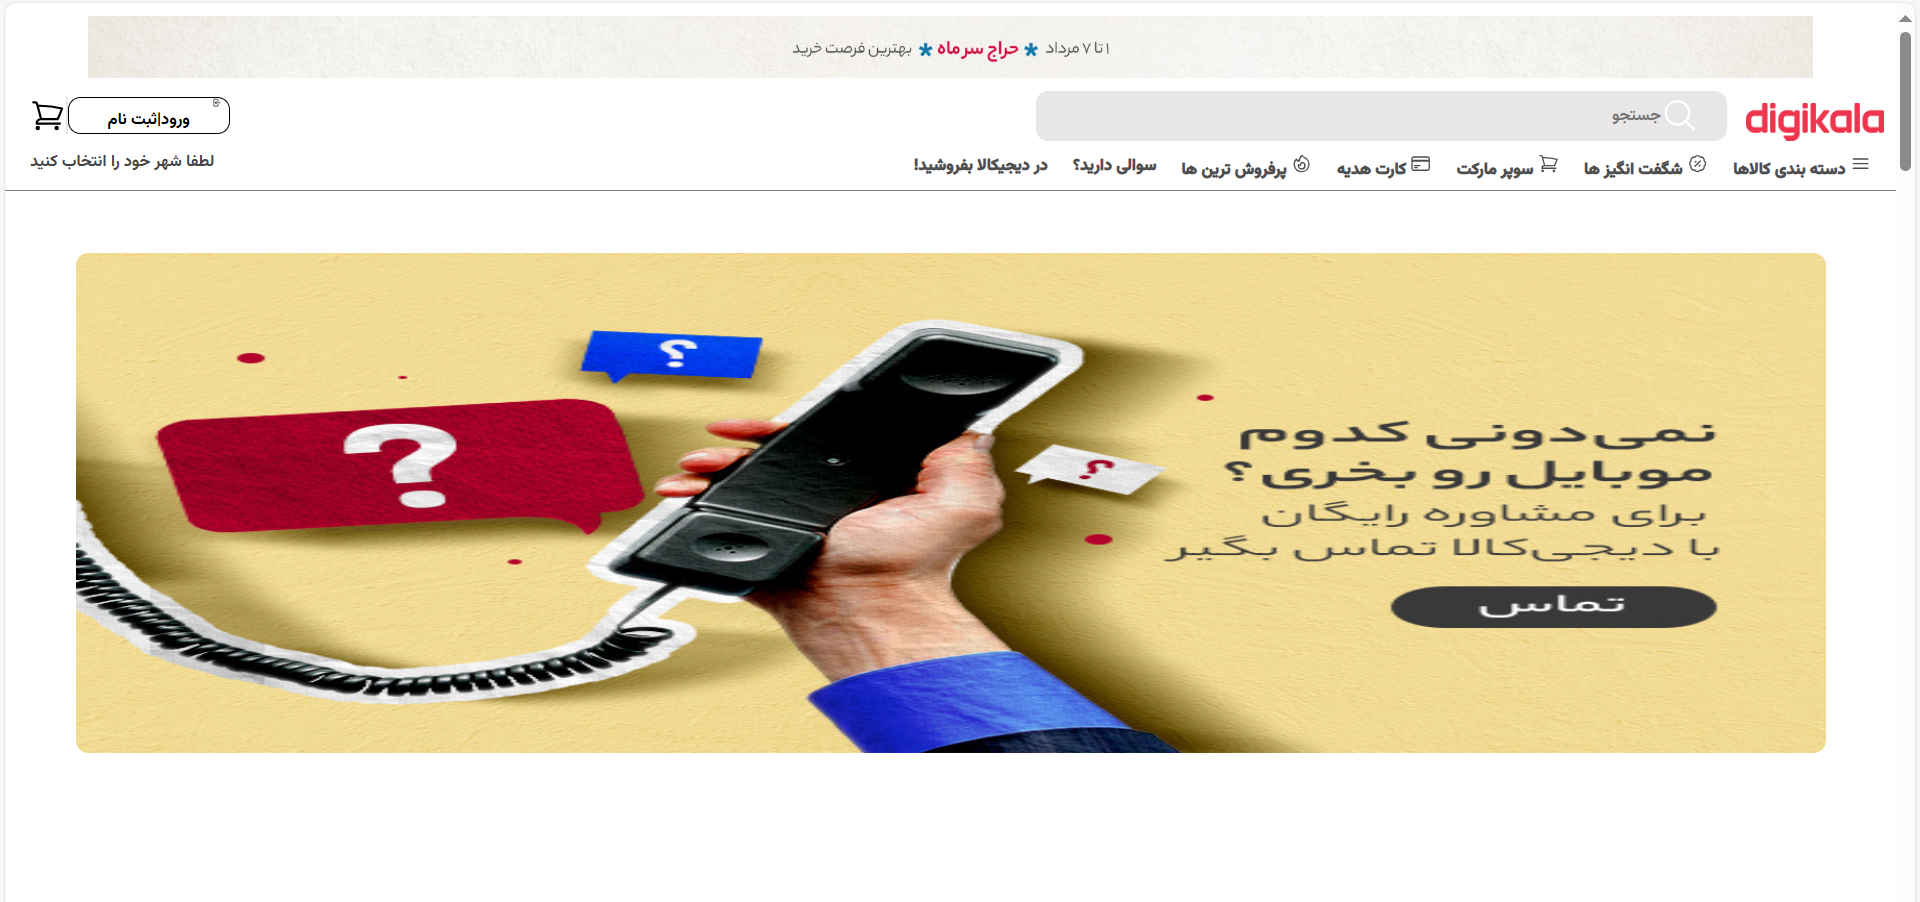 ۱ تا ۷ مرداد * حراج سر ماه * بهترین فرصت خرید
digikala
جستجو
ورود|ثبت نام
دسته بندی کالاها
شگفت انگیز ها
سوپر مارکت
کارت هدیه
پرفروش ترین ها
سوالی دارید؟
در دیجیکالا بفروشید!
لطفا شهر خود را انتخاب کنید
؟
؟
؟
نمی‌دونی کدوم
موبایل رو بخری؟
برای مشاوره رایگان
با دیجی‌کالا تماس بگیر
تماس